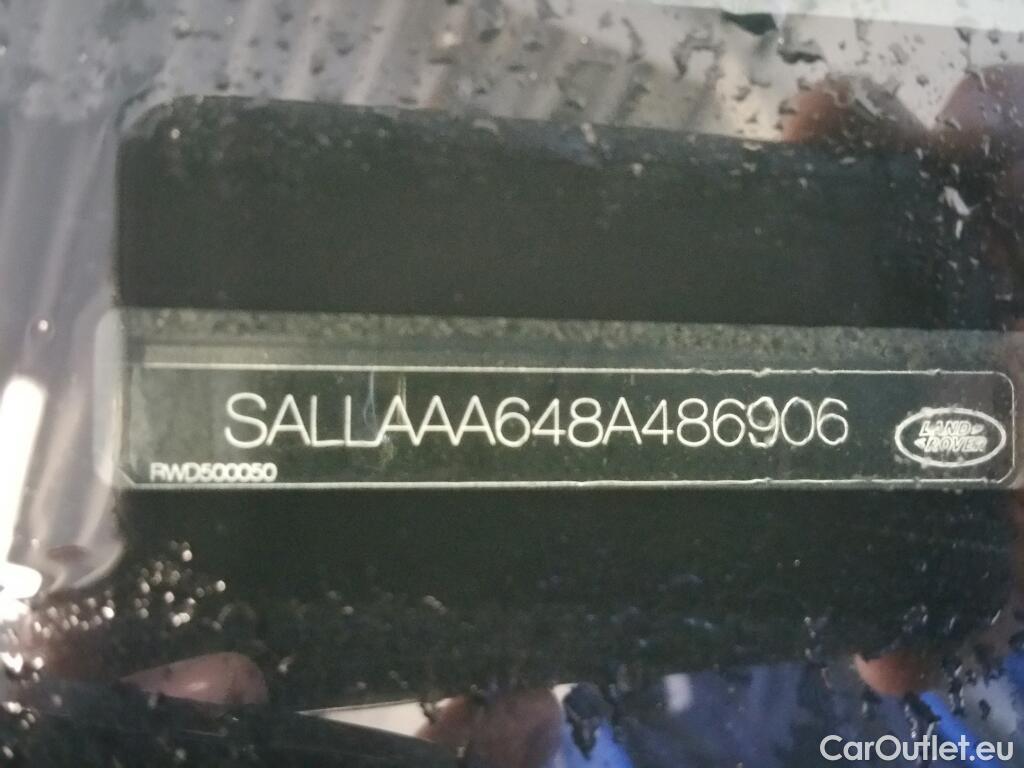 SALLAAA648A486906
LAND
ROVER
RWD500050
CarOutlet.eu